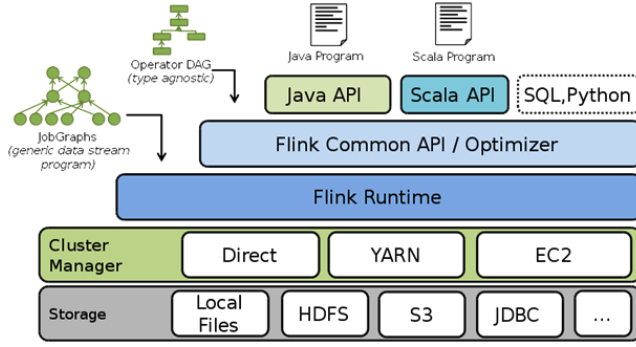 Operator DAG
(type agnostic)
Java Program
Scala Program
JobGraphs
(generic data stream
program)
Java API
Scala API
SQL,Python
Flink Common API / Optimizer
Flink Runtime
Cluster
Manager
Direct
YARN
EC2
Storage
Local
Files
HDFS
S3
JDBC
...